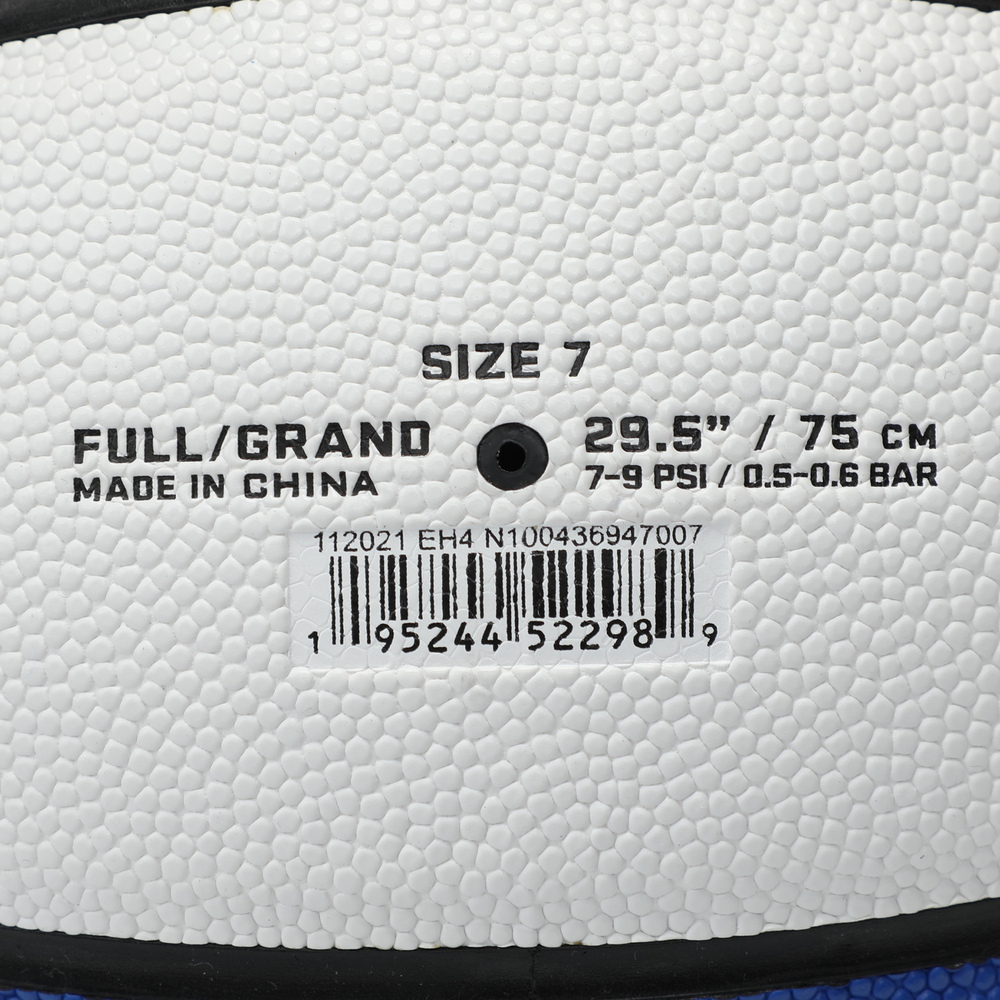 SIZE 7
FULL/GRAND 29.5” / 75 CM
MADE IN CHINA 7-9 PSI / 0.5-0.6 BAR
112021 EH4 N100436947007
1 95244 52298 9